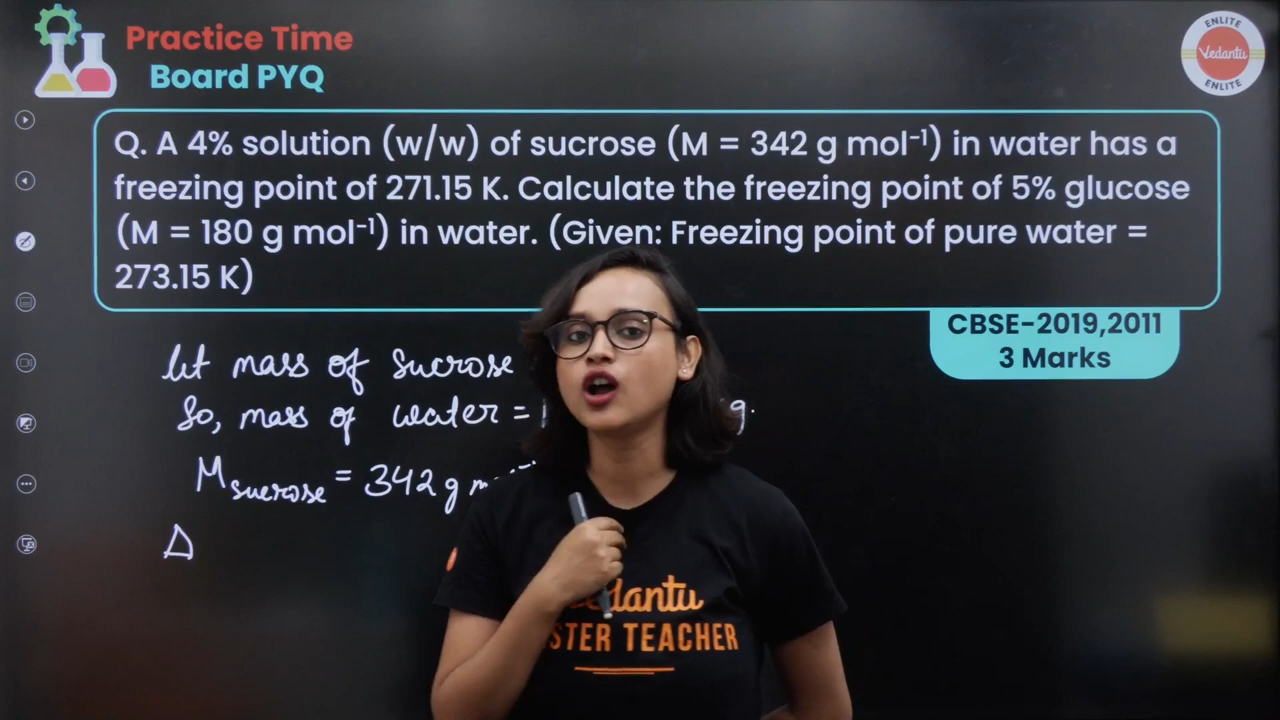 Practice Time
Board PYQ
ENLITE
Vedantu
ENLITE
Q. A 4% solution (w/w) of sucrose (M = 342 g mol⁻¹) in water has a
freezing point of 271.15 K. Calculate the freezing point of 5% glucose
(M = 180 g mol⁻¹) in water. (Given: Freezing point of pure water =
273.15 K)
CBSE-2019,2011
3 Marks
let mass of sucrose
So, mass of water = g.
M sucrose = 342 g
Δ
Vedantu
TEACHER